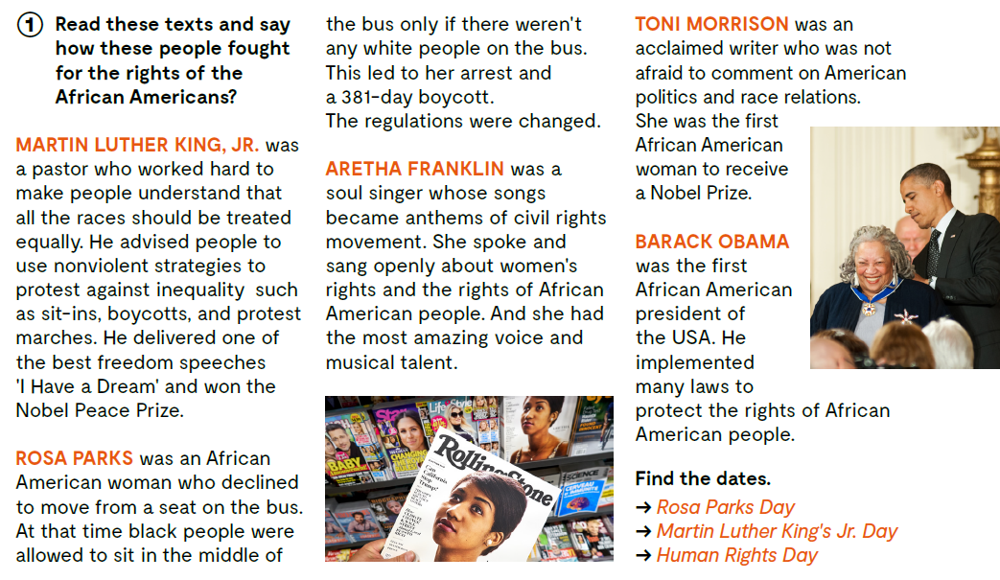 1 Read these texts and say
how these people fought
for the rights of the
African Americans?
MARTIN LUTHER KING, JR. was
a pastor who worked hard to
make people understand that
all the races should be treated
equally. He advised people to
use nonviolent strategies to
protest against inequality  such
as sit-ins, boycotts, and protest
marches. He delivered one of
the best freedom speeches
'I Have a Dream' and won the
Nobel Peace Prize.
ROSA PARKS was an African
American woman who declined
to move from a seat on the bus.
At that time black people were
allowed to sit in the middle of
the bus only if there weren't
any white people on the bus.
This led to her arrest and
a 381-day boycott.
The regulations were changed.
ARETHA FRANKLIN was a
soul singer whose songs
became anthems of civil rights
movement. She spoke and
sang openly about women's
rights and the rights of African
American people. And she had
the most amazing voice and
musical talent.
Star
Life&Style
BABY
CHANGING
RollingStone
Can
California
Stop
Trump?
SCIENCE
CERVEAU
TONI MORRISON was an
acclaimed writer who was not
afraid to comment on American
politics and race relations.
She was the first
African American
woman to receive
a Nobel Prize.
BARACK OBAMA
was the first
African American
president of
the USA. He
implemented
many laws to
protect the rights of African
American people.
Find the dates.
→ Rosa Parks Day
→ Martin Luther King's Jr. Day
→ Human Rights Day